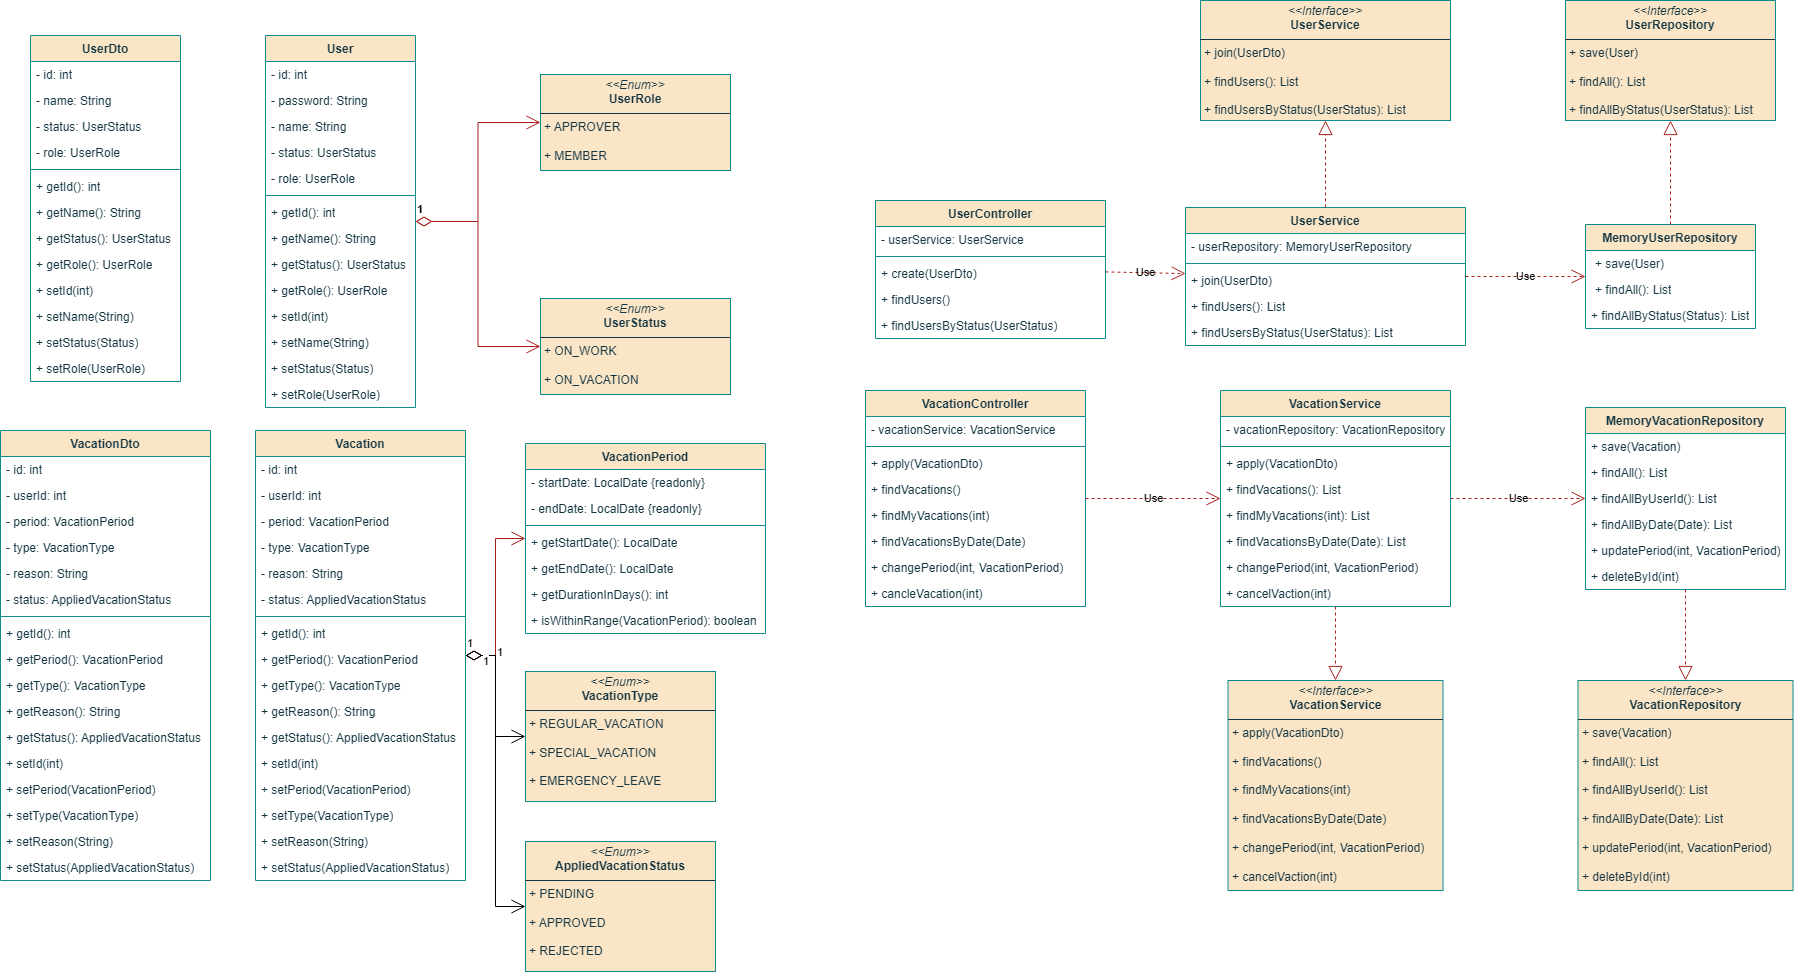 UserDto
- id: int
- name: String
- status: UserStatus
- role: UserRole
+ getId(): int
+ getName(): String
+ getStatus(): UserStatus
+ getRole(): UserRole
+ setId(int)
+ setName(String)
+ setStatus(Status)
+ setRole(UserRole)
User
- id: int
- password: String
- name: String
- status: UserStatus
- role: UserRole
+ getId(): int
+ getName(): String
+ getStatus(): UserStatus
+ getRole(): UserRole
+ setId(int)
+ setName(String)
+ setStatus(Status)
+ setRole(UserRole)
1
<<Enum>>
UserRole
+ APPROVER
+ MEMBER
<<Enum>>
UserStatus
+ ON_WORK
+ ON_VACATION
<<Interface>>
UserService
+ join(UserDto)
+ findUsers(): List
+ findUsersByStatus(UserStatus): List
<<Interface>>
UserRepository
+ save(User)
+ findAll(): List
+ findAllByStatus(UserStatus): List
UserController
- userService: UserService
+ create(UserDto)
+ findUsers()
+ findUsersByStatus(UserStatus)
Use
UserService
- userRepository: MemoryUserRepository
+ join(UserDto)
+ findUsers(): List
+ findUsersByStatus(UserStatus): List
Use
MemoryUserRepository
+ save(User)
+ findAll(): List
+ findAllByStatus(Status): List
VacationDto
- id: int
- userId: int
- period: VacationPeriod
- type: VacationType
- reason: String
- status: AppliedVacationStatus
+ getId(): int
+ getPeriod(): VacationPeriod
+ getType(): VacationType
+ getReason(): String
+ getStatus(): AppliedVacationStatus
+ setId(int)
+ setPeriod(VacationPeriod)
+ setType(VacationType)
+ setReason(String)
+ setStatus(AppliedVacationStatus)
Vacation
- id: int
- userId: int
- period: VacationPeriod
- type: VacationType
- reason: String
- status: AppliedVacationStatus
+ getId(): int
+ getPeriod(): VacationPeriod
+ getType(): VacationType
+ getReason(): String
+ getStatus(): AppliedVacationStatus
+ setId(int)
+ setPeriod(VacationPeriod)
+ setType(VacationType)
+ setReason(String)
+ setStatus(AppliedVacationStatus)
1
1
1
VacationPeriod
- startDate: LocalDate {readonly}
- endDate: LocalDate {readonly}
+ getStartDate(): LocalDate
+ getEndDate(): LocalDate
+ getDurationInDays(): int
+ isWithinRange(VacationPeriod): boolean
<<Enum>>
VacationType
+ REGULAR_VACATION
+ SPECIAL_VACATION
+ EMERGENCY_LEAVE
<<Enum>>
AppliedVacationStatus
+ PENDING
+ APPROVED
+ REJECTED
VacationController
- vacationService: VacationService
+ apply(VacationDto)
+ findVacations()
+ findMyVacations(int)
+ findVacationsByDate(Date)
+ changePeriod(int, VacationPeriod)
+ cancleVacation(int)
Use
VacationService
- vacationRepository: VacationRepository
+ apply(VacationDto)
+ findVacations(): List
+ findMyVacations(int): List
+ findVacationsByDate(Date): List
+ changePeriod(int, VacationPeriod)
+ cancelVaction(int)
Use
MemoryVacationRepository
+ save(Vacation)
+ findAll(): List
+ findAllByUserId(): List
+ findAllByDate(Date): List
+ updatePeriod(int, VacationPeriod)
+ deleteById(int)
<<Interface>>
VacationService
+ apply(VacationDto)
+ findVacations()
+ findMyVacations(int)
+ findVacationsByDate(Date)
+ changePeriod(int, VacationPeriod)
+ cancelVaction(int)
<<Interface>>
VacationRepository
+ save(Vacation)
+ findAll(): List
+ findAllByUserId(): List
+ findAllByDate(Date): List
+ updatePeriod(int, VacationPeriod)
+ deleteById(int)